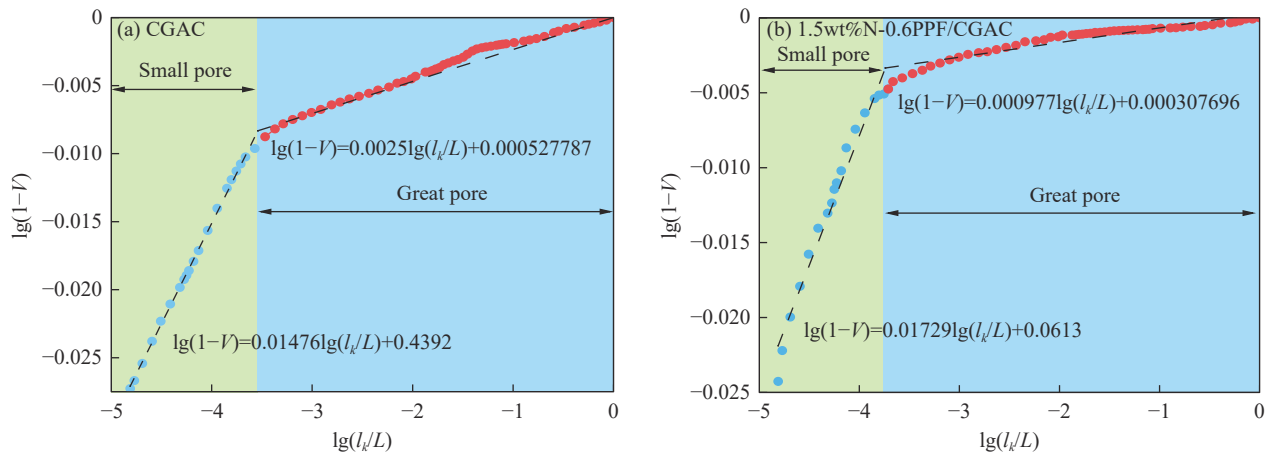 (a) CGAC
Small pore
lg(1−V)=0.0025lg(lₖ/L)+0.000527787
Great pore
lg(1−V)=0.01476lg(lₖ/L)+0.4392
0
−0.005
−0.010
−0.015
−0.020
−0.025
lg(1−V)
−5 −4 −3 −2 −1 0
lg(lₖ/L)
(b) 1.5wt%N-0.6PPF/CGAC
Small pore
lg(1−V)=0.000977lg(lₖ/L)+0.000307696
Great pore
lg(1−V)=0.01729lg(lₖ/L)+0.0613
0
−0.005
−0.010
−0.015
−0.020
−0.025
lg(1−V)
−5 −4 −3 −2 −1 0
lg(lₖ/L)